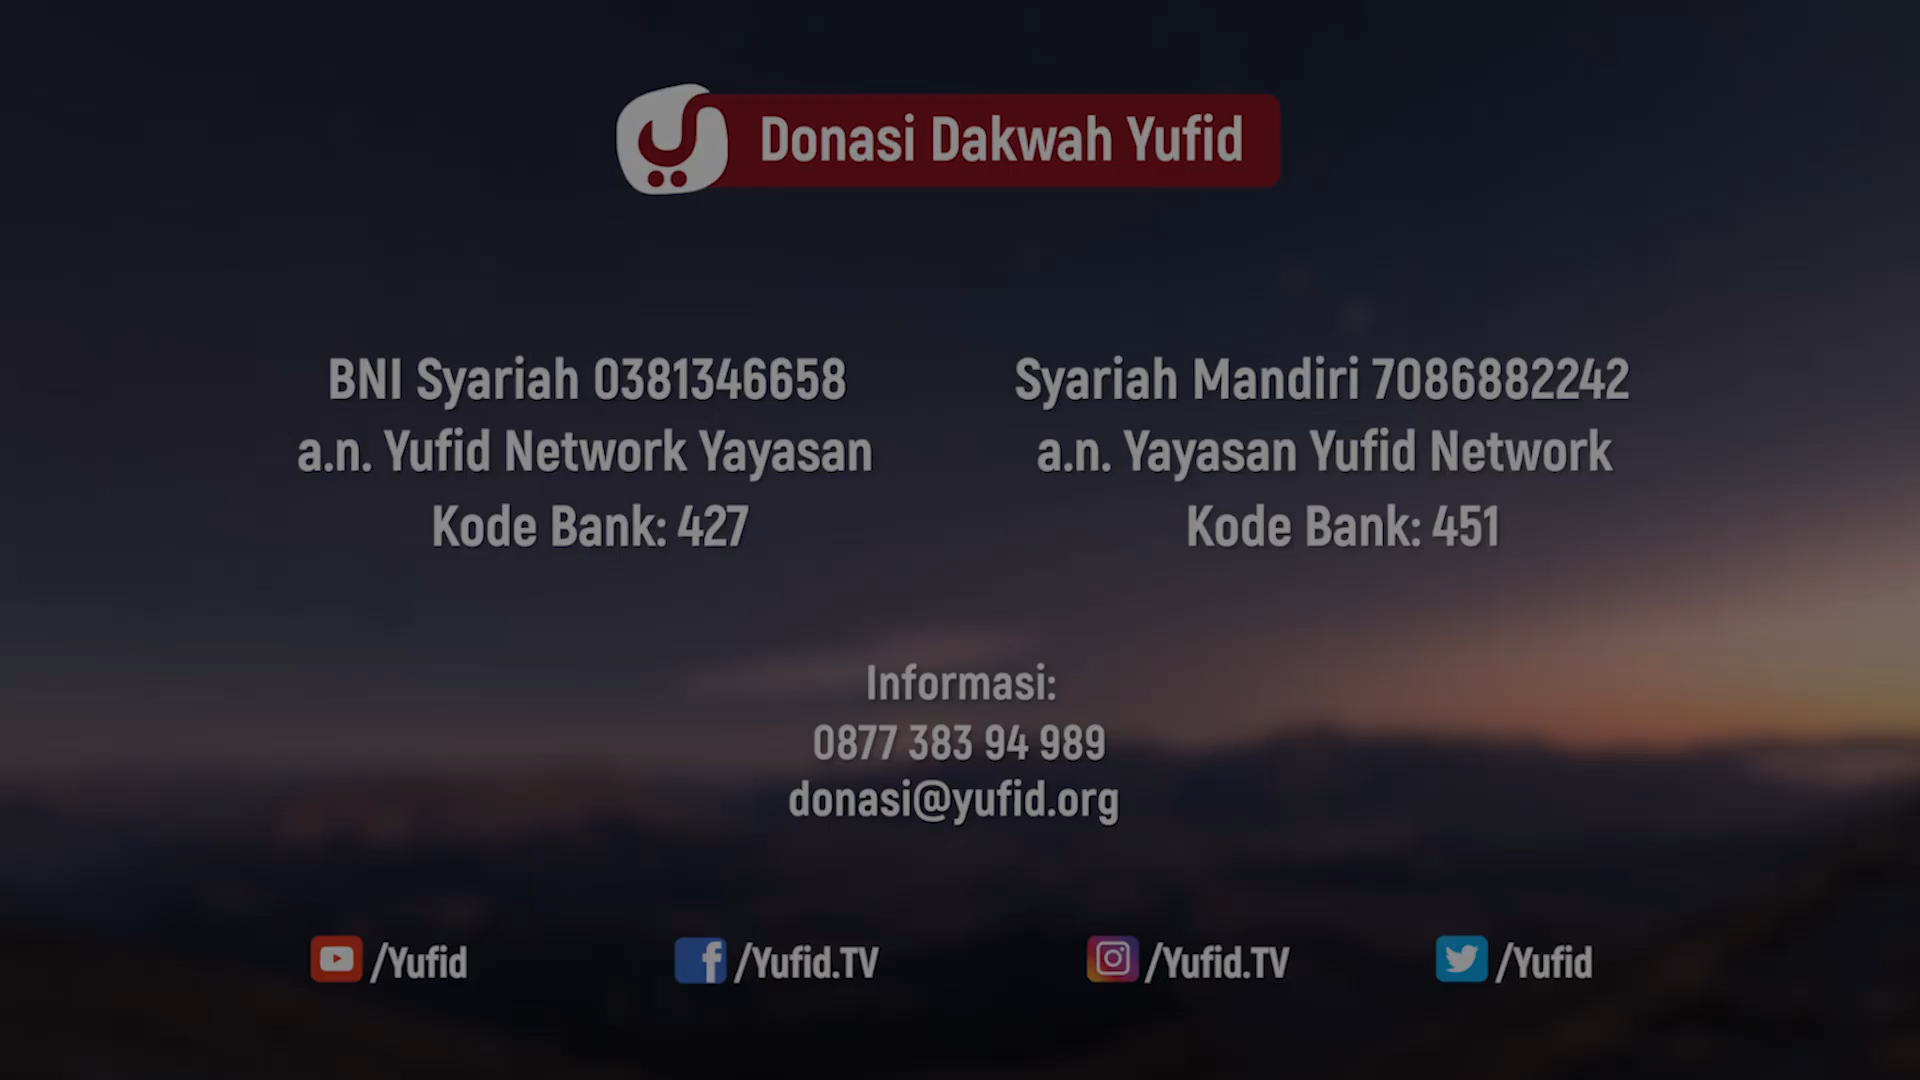 Donasi Dakwah Yufid
BNI Syariah 0381346658
a.n. Yufid Network Yayasan
Kode Bank: 427
Syariah Mandiri 7086882242
a.n. Yayasan Yufid Network
Kode Bank: 451
Informasi:
0877 383 94 989
donasi@yufid.org
/Yufid
/Yufid.TV
/Yufid.TV
/Yufid